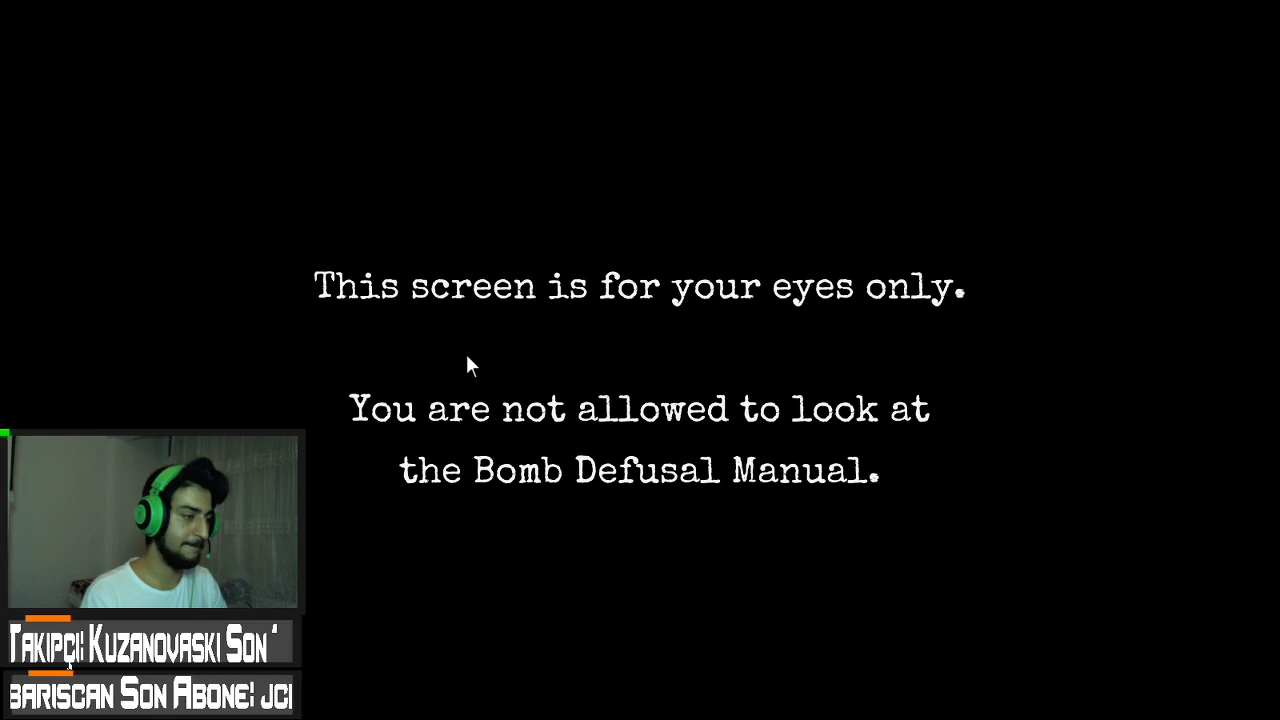 This screen is for your eyes only.
You are not allowed to look at
the Bomb Defusal Manual.
TAKIPÇI: KUZANOVASKI SON
BARISCAN SON ABONE: JCI